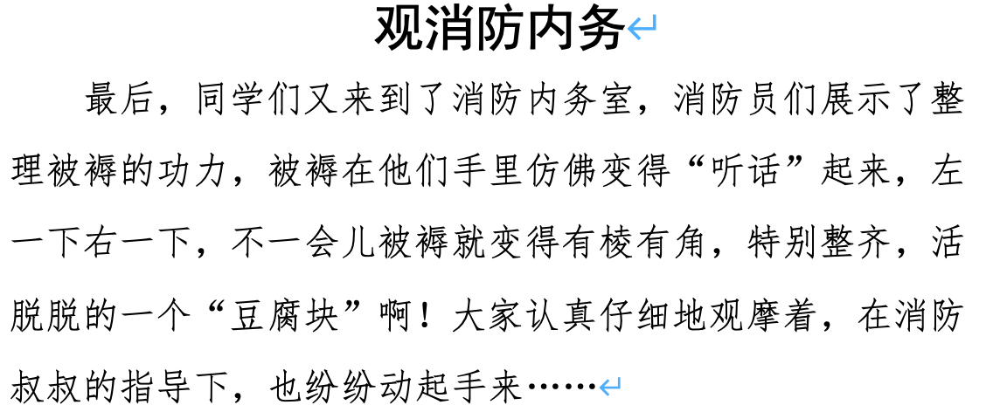 观消防内务
最后，同学们又来到了消防内务室，消防员们展示了整
理被褥的功力，被褥在他们手里仿佛变得“听话”起来，左
一下右一下，不一会儿被褥就变得有棱有角，特别整齐，活
脱脱的一个“豆腐块”啊！大家认真仔细地观摩着，在消防
叔叔的指导下，也纷纷动起手来……